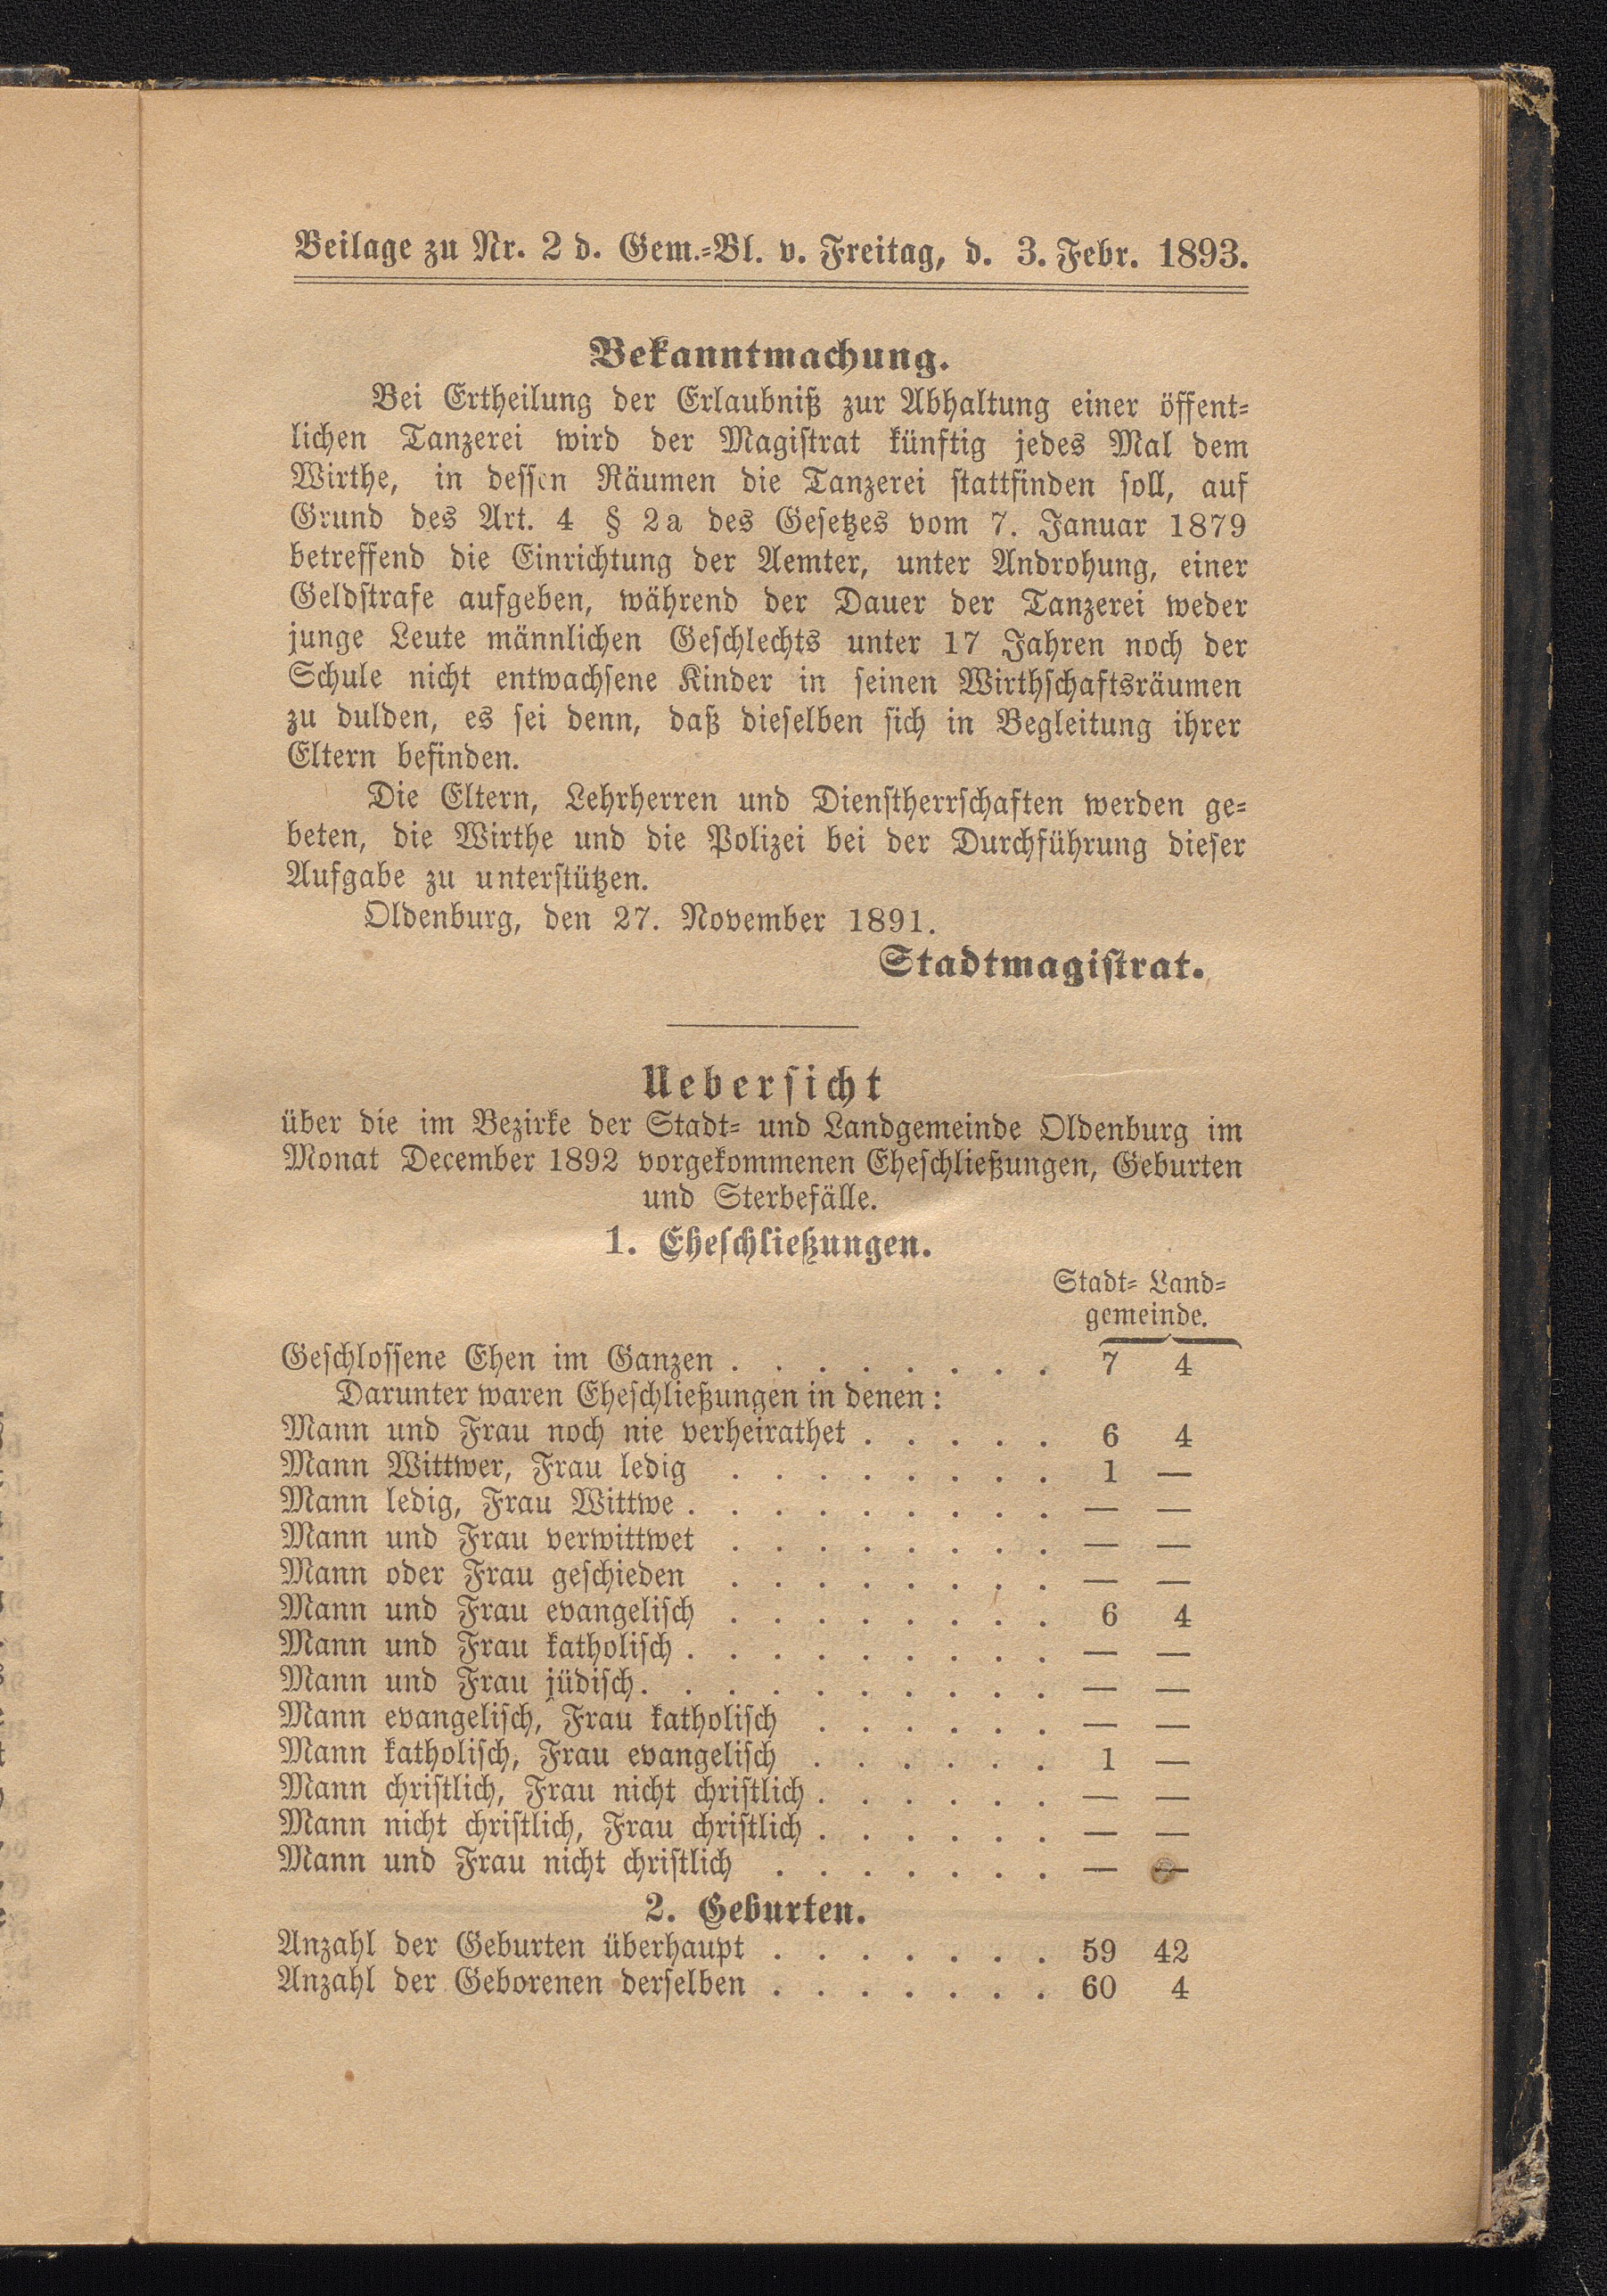 Beilage zu Nr. 2 d. Gem.-Bl. v. Freitag, d. 3. Febr. 1893.
Bekanntmachung.
Bei Ertheilung der Erlaubniß zur Abhaltung einer öffent-
lichen Tanzerei wird der Magistrat künftig jedes Mal dem
Wirthe, in dessen Räumen die Tanzerei stattfinden soll, auf
Grund des Art. 4 § 2a des Gesetzes vom 7. Januar 1879
betreffend die Einrichtung der Aemter, unter Androhung, einer
Geldstrafe aufgeben, während der Dauer der Tanzerei weder
junge Leute männlichen Geschlechts unter 17 Jahren noch der
Schule nicht entwachsene Kinder in seinen Wirthschaftsräumen
zu dulden, es sei denn, daß dieselben sich in Begleitung ihrer
Eltern befinden.
Die Eltern, Lehrherren und Dienstherrschaften werden ge-
beten, die Wirthe und die Polizei bei der Durchführung dieser
Aufgabe zu unterstützen.
Oldenburg, den 27. November 1891.
Stadtmagistrat.
Uebersicht
über die im Bezirke der Stadt- und Landgemeinde Oldenburg im
Monat December 1892 vorgekommenen Eheschließungen, Geburten
und Sterbefälle.
1. Eheschließungen.
Stadt- Land-
gemeinde.
Geschlossene Ehen im Ganzen . . . . . . . . 7 4
Darunter waren Eheschließungen in denen:
Mann und Frau noch nie verheirathet . . . . . 6 4
Mann Wittwer, Frau ledig . . . . . . . . 1 —
Mann ledig, Frau Wittwe . . . . . . . . . — —
Mann und Frau verwittwet . . . . . . . . — —
Mann oder Frau geschieden . . . . . . . . — —
Mann und Frau evangelisch . . . . . . . . 6 4
Mann und Frau katholisch . . . . . . . . . — —
Mann und Frau jüdisch . . . . . . . . . . — —
Mann evangelisch, Frau katholisch . . . . . . — —
Mann katholisch, Frau evangelisch . . . . . . 1 —
Mann christlich, Frau nicht christlich . . . . . . — —
Mann nicht christlich, Frau christlich . . . . . . — —
Mann und Frau nicht christlich . . . . . . . — —
2. Geburten.
Anzahl der Geburten überhaupt . . . . . . . 59 42
Anzahl der Geborenen derselben . . . . . . . 60 4